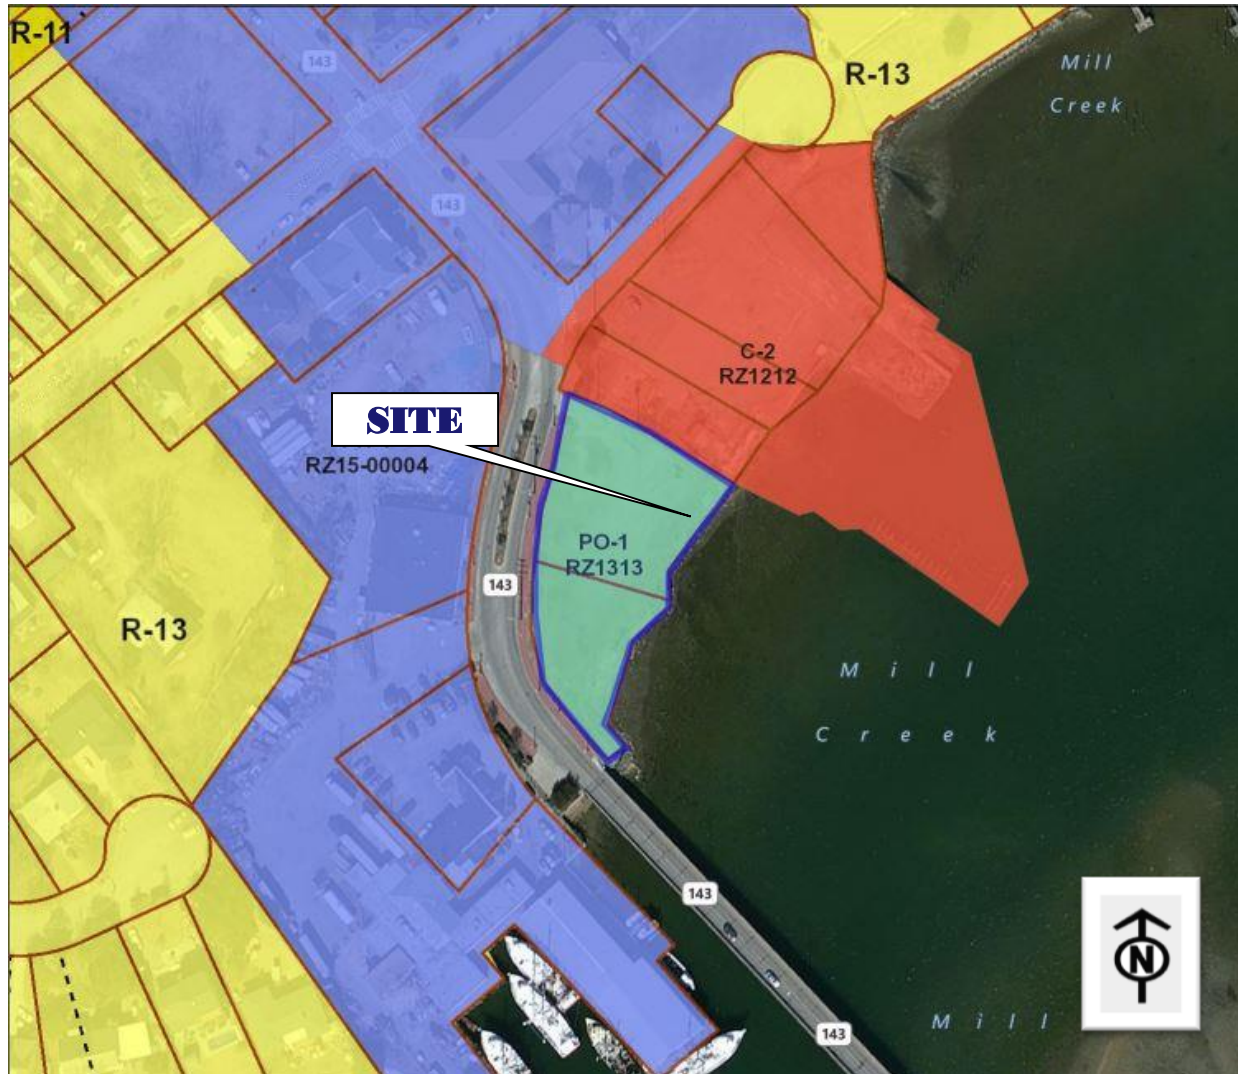 R-11
143
R-13
Mill
Creek
143
C-2
RZ1212
SITE
RZ15-00004
PO-1
RZ1313
143
R-13
Mill
Creek
143
N
Mill
143